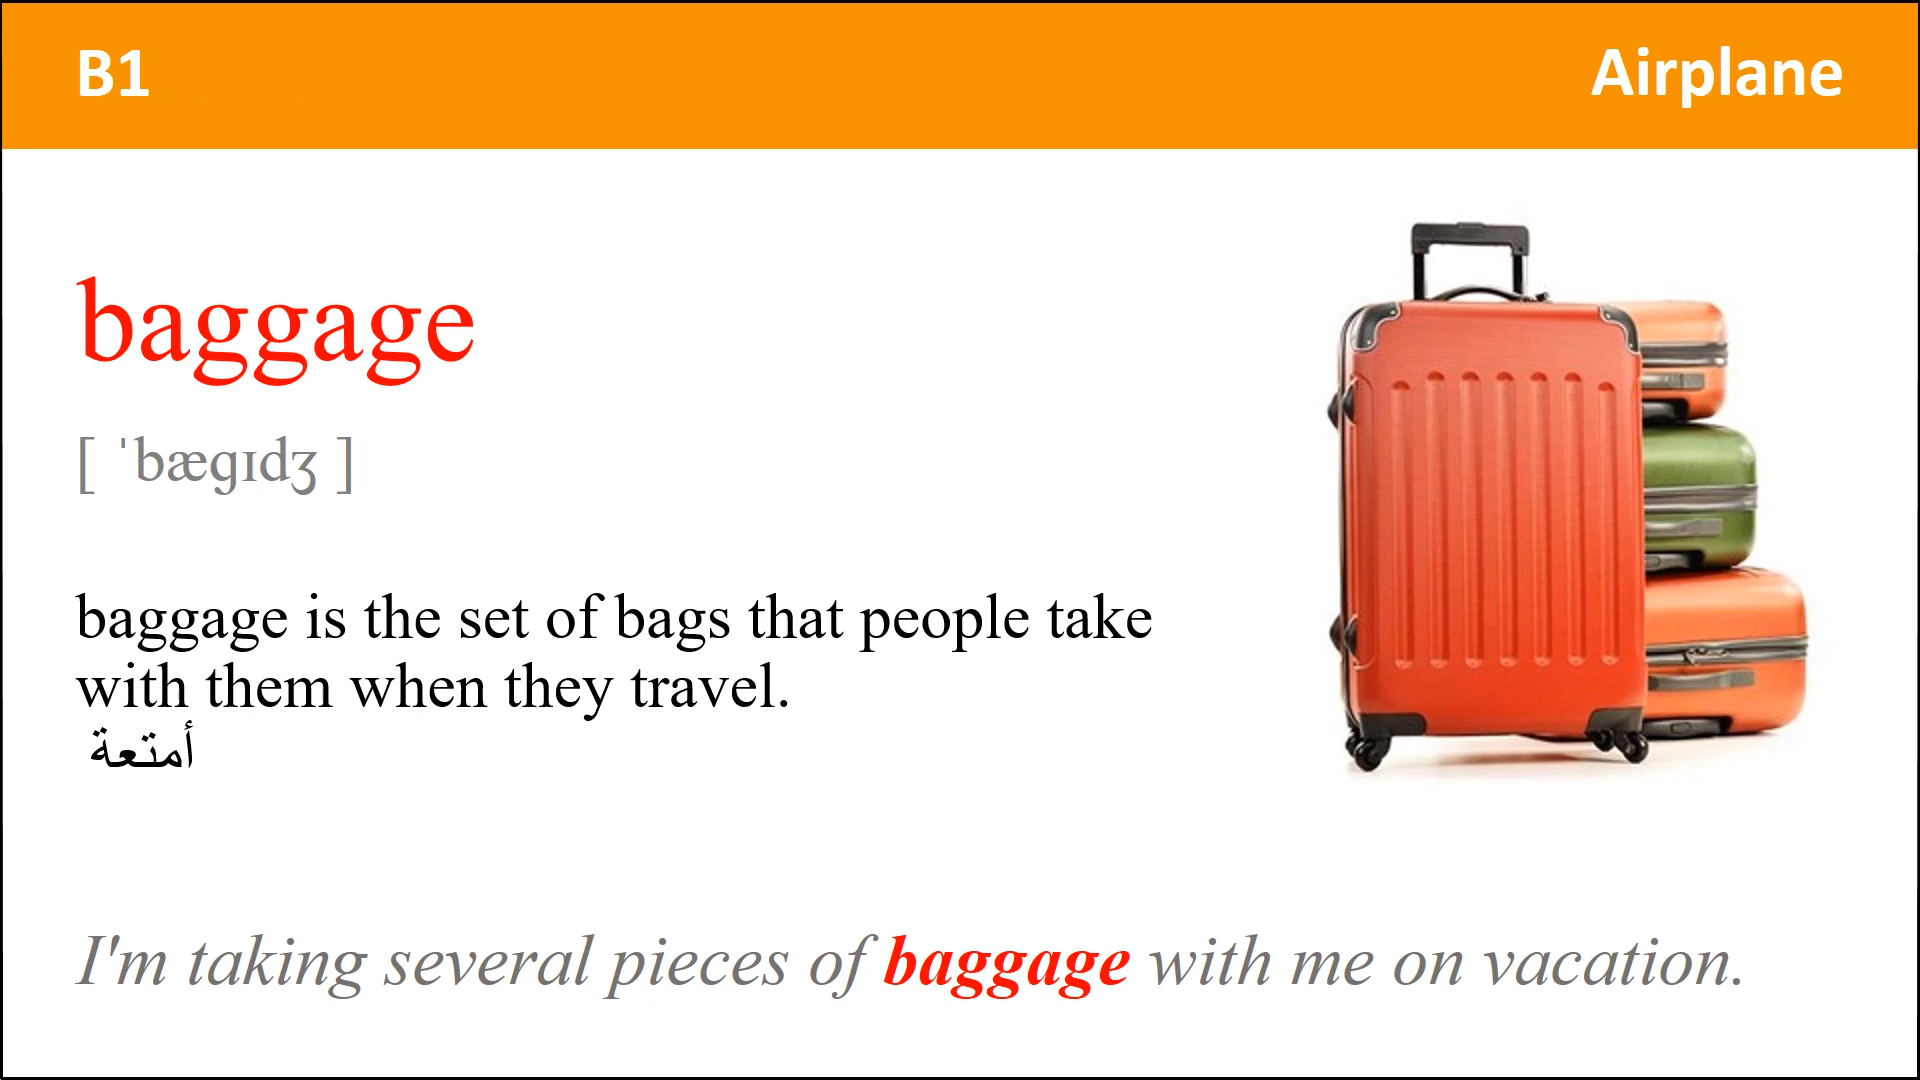 B1
Airplane
baggage
[ ˈbægɪdʒ ]
baggage is the set of bags that people take
with them when they travel.
أمتعة
I'm taking several pieces of baggage with me on vacation.